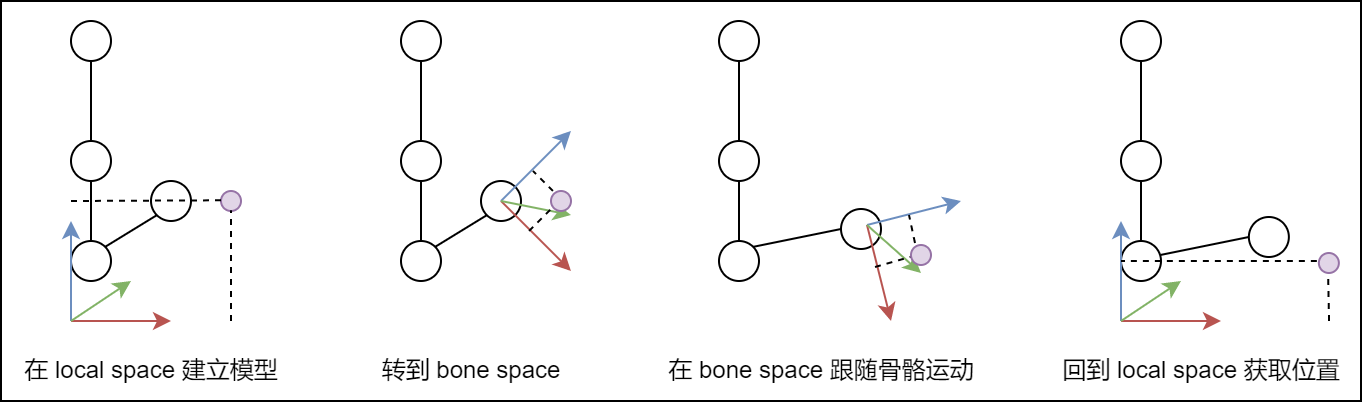 在 local space 建立模型
转到 bone space
在 bone space 跟随骨骼运动
回到 local space 获取位置